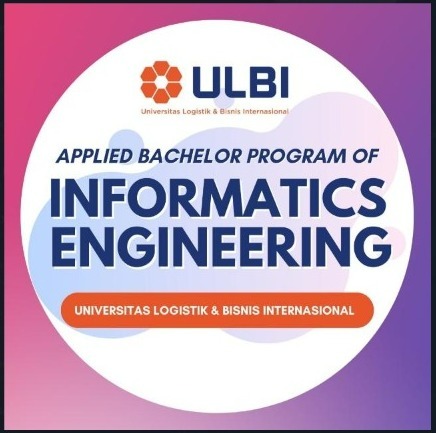 ULBI
Universitas Logistik & Bisnis Internasional
APPLIED BACHELOR PROGRAM OF
INFORMATICS
ENGINEERING
UNIVERSITAS LOGISTIK & BISNIS INTERNASIONAL